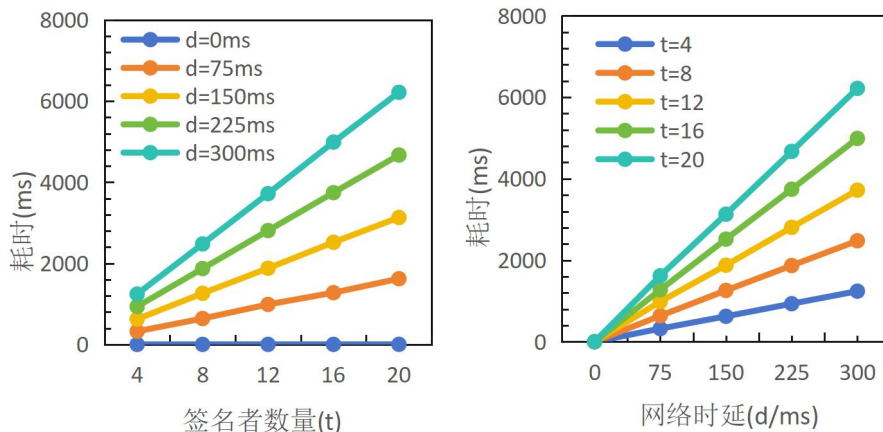 8000
6000
4000
2000
0
耗时(ms)
d=0ms
d=75ms
d=150ms
d=225ms
d=300ms
4 8 12 16 20
签名者数量(t)
8000
6000
4000
2000
0
耗时(ms)
t=4
t=8
t=12
t=16
t=20
0 75 150 225 300
网络时延(d/ms)